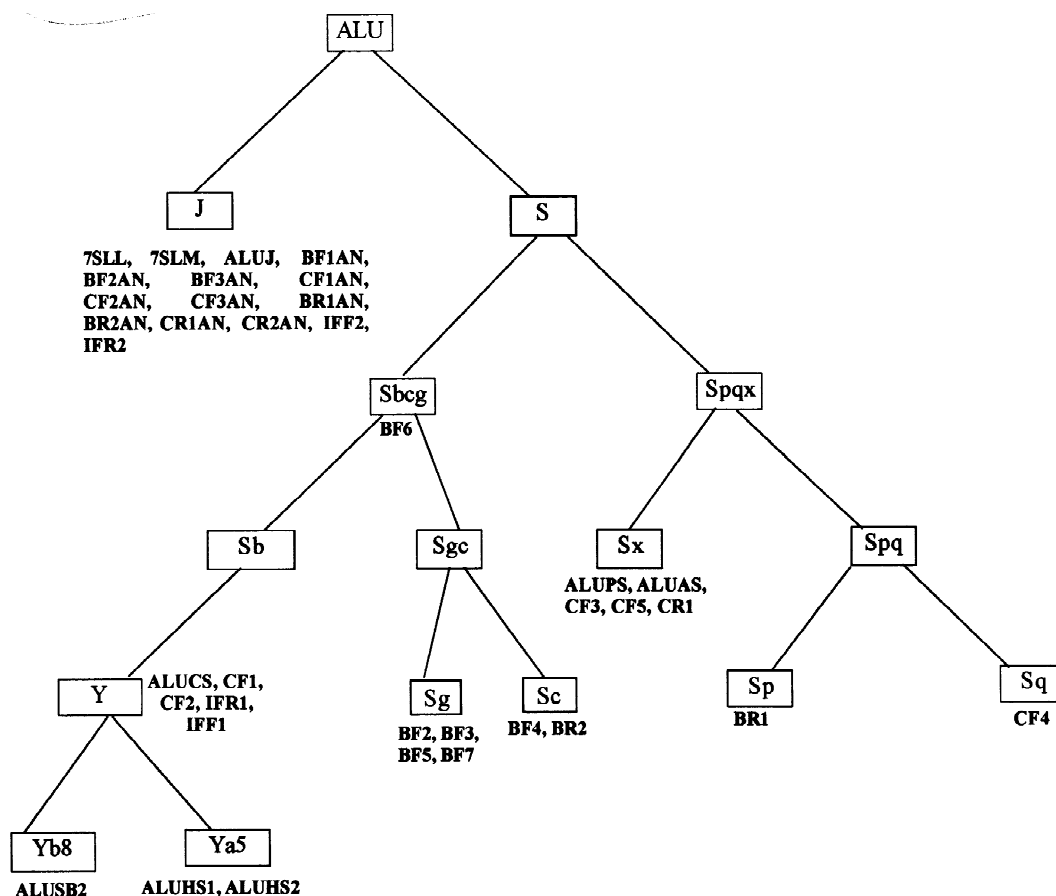 ALU
J
S
7SLL, 7SLM, ALUJ, BF1AN,
BF2AN, BF3AN, CF1AN,
CF2AN, CF3AN, BR1AN,
BR2AN, CR1AN, CR2AN, IFF2,
IFR2
Sbcg
BF6
Spqx
Sb
Sgc
Sx
ALUPS, ALUAS,
CF3, CF5, CR1
Spq
Y
ALUCS, CF1,
CF2, IFR1,
IFF1
Sg
BF2, BF3,
BF5, BF7
Sc
BF4, BR2
Sp
BR1
Sq
CF4
Yb8
ALUSB2
Ya5
ALUHS1, ALUHS2